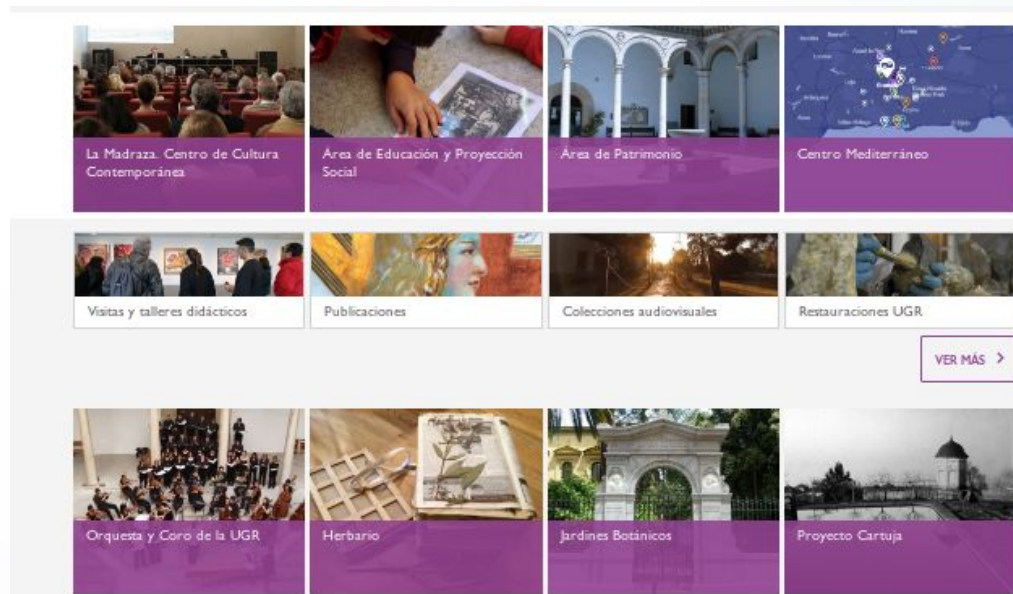 La Madraza. Centro de Cultura
Contemporánea
Área de Educación y Proyección
Social
Área de Patrimonio
Centro Mediterráneo
Visitas y talleres didácticos
Publicaciones
Colecciones audiovisuales
Restauraciones UGR
VER MÁS
Orquesta y Coro de la UGR
Herbario
Jardines Botánicos
Proyecto Cartuja